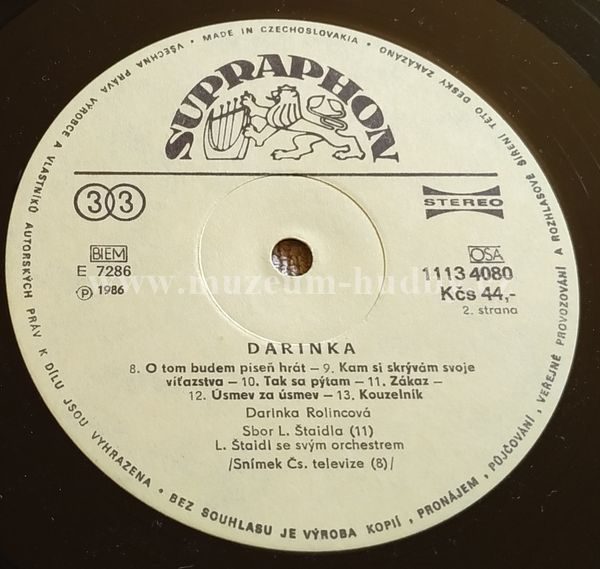 VŠECHNA PRÁVA VÝROBCE A VLASTNÍKŮ AUTORSKÝCH PRÁV K DÍLU JSOU VYHRAZENA • BEZ SOUHLASU JE VÝROBA KOPIÍ, PRONÁJEM, PŮJČOVÁNÍ, VEŘEJNÉ PROVOZOVÁNÍ A ROZHLASOVÉ ŠÍŘENÍ TÉTO DESKY ZAKÁZÁNO • MADE IN CZECHOSLOVAKIA •
SUPRAPHON
33
STEREO
BIEM
OSA
E 7286
1113 4080
℗ 1986
Kčs 44,-
2. strana
www.muzeum-hudby.cz
DARINKA
8. O tom budem pieseň hrát – 9. Kam si skrývám svoje
víťazstva – 10. Tak sa pýtam – 11. Zákaz –
12. Úsmev za úsmev – 13. Kouzelník
Darinka Rolincová
Sbor L. Štaidla (11)
L. Štaidl se svým orchestrem
/Snímek Čs. televize (8)/